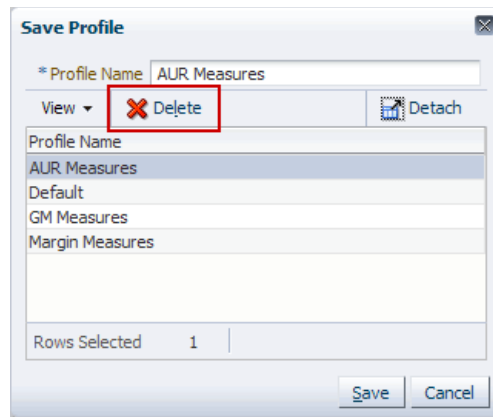 Save Profile
* Profile Name AUR Measures
View Delete Detach
Profile Name
AUR Measures
Default
GM Measures
Margin Measures
Rows Selected 1
Save Cancel